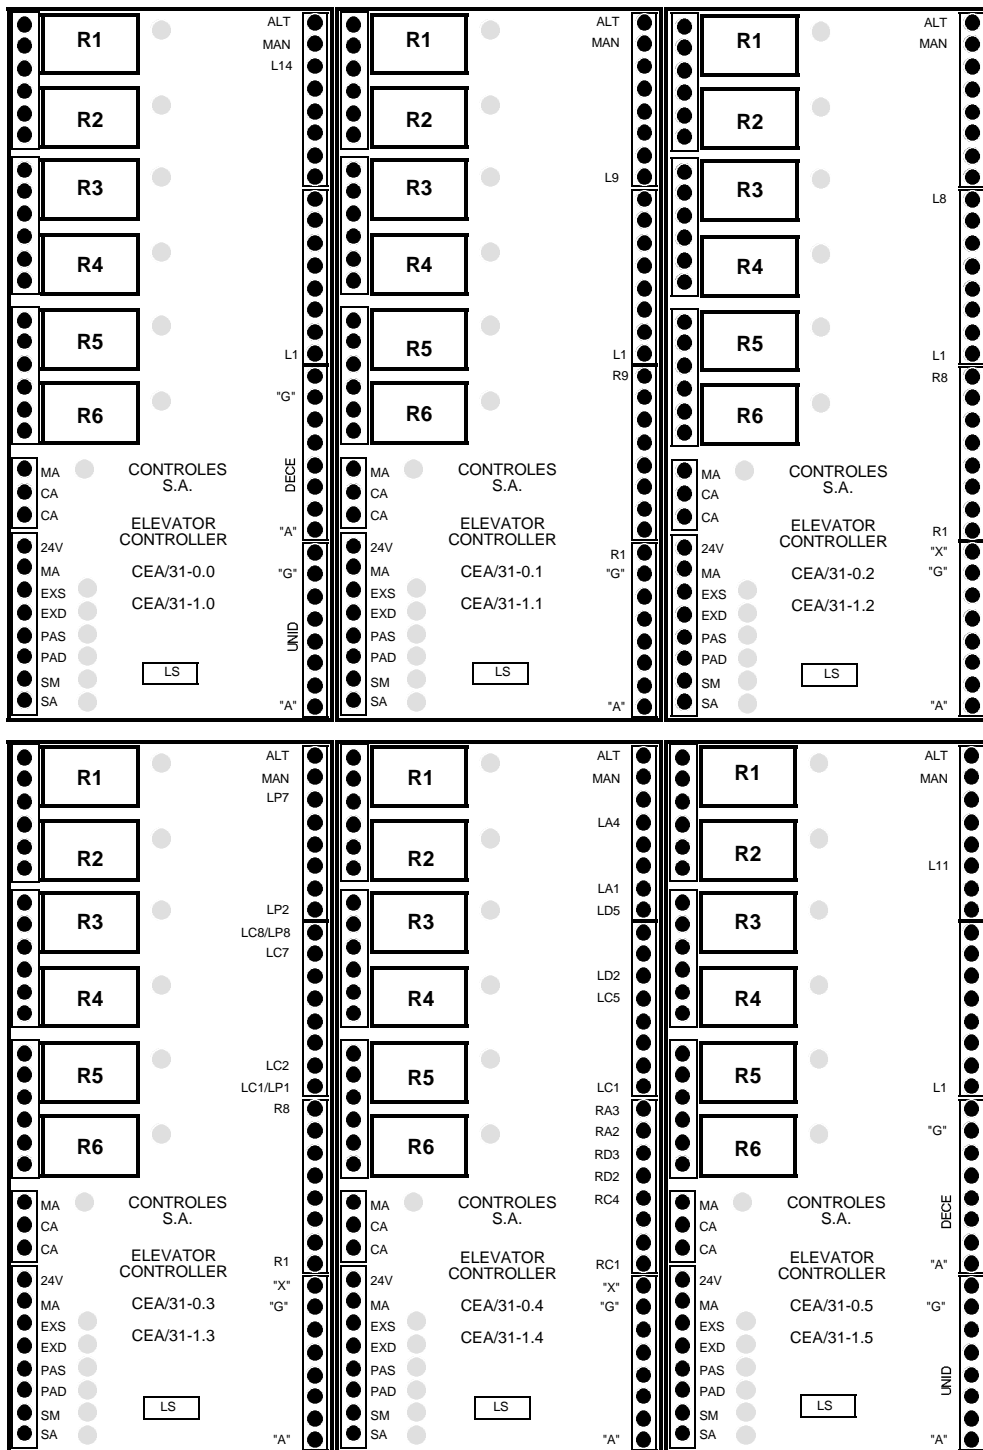 R1
ALT
MAN
L14
R2
R3
R4
R5
L1
R6
"G"
DECE
MA
CA
CA
CONTROLES
S.A.
ELEVATOR
CONTROLLER
"A"
24V
MA
EXS
EXD
PAS
PAD
SM
SA
CEA/31-0.0
CEA/31-1.0
"G"
UNID
LS
"A"
R1
ALT
MAN
R2
R3
L9
R4
R5
L1
R9
R6
MA
CA
CA
CONTROLES
S.A.
ELEVATOR
CONTROLLER
24V
MA
EXS
EXD
PAS
PAD
SM
SA
CEA/31-0.1
CEA/31-1.1
R1
"G"
LS
"A"
R1
ALT
MAN
R2
R3
L8
R4
R5
L1
R8
R6
MA
CA
CA
CONTROLES
S.A.
ELEVATOR
CONTROLLER
R1
"X"
"G"
24V
MA
EXS
EXD
PAS
PAD
SM
SA
CEA/31-0.2
CEA/31-1.2
LS
"A"
R1
ALT
MAN
LP7
R2
R3
LP2
LC8/LP8
LC7
R4
R5
LC2
LC1/LP1
R8
R6
MA
CA
CA
CONTROLES
S.A.
ELEVATOR
CONTROLLER
R1
"X"
"G"
24V
MA
EXS
EXD
PAS
PAD
SM
SA
CEA/31-0.3
CEA/31-1.3
LS
"A"
R1
ALT
MAN
LA4
R2
LA1
LD5
R3
LD2
LC5
R4
R5
LC1
RA3
RA2
RD3
RD2
RC4
R6
MA
CA
CA
CONTROLES
S.A.
ELEVATOR
CONTROLLER
RC1
"X"
"G"
24V
MA
EXS
EXD
PAS
PAD
SM
SA
CEA/31-0.4
CEA/31-1.4
LS
"A"
R1
ALT
MAN
R2
L11
R3
R4
R5
L1
R6
"G"
DECE
MA
CA
CA
CONTROLES
S.A.
ELEVATOR
CONTROLLER
"A"
24V
MA
EXS
EXD
PAS
PAD
SM
SA
CEA/31-0.5
CEA/31-1.5
"G"
UNID
LS
"A"